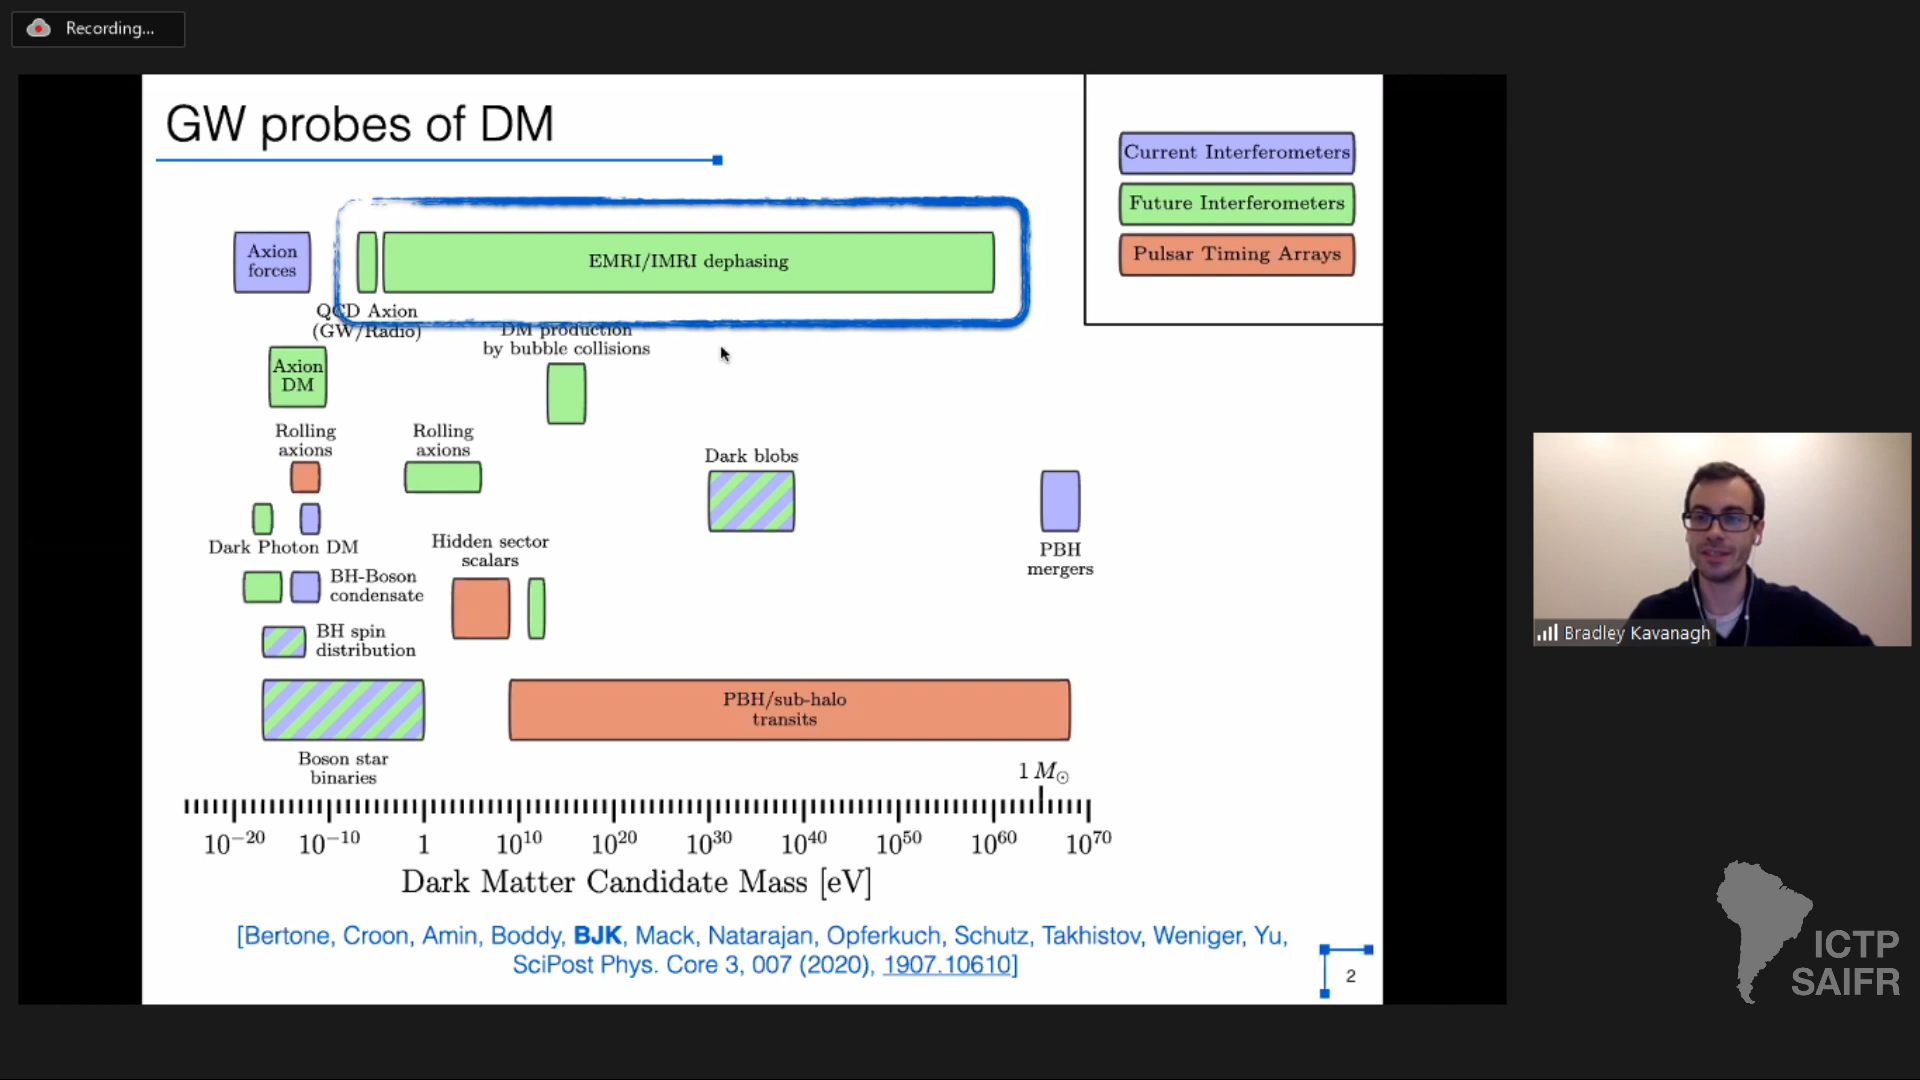 Recording...
GW probes of DM
Current Interferometers
Future Interferometers
Pulsar Timing Arrays
Axion
forces
EMRI/IMRI dephasing
QCD Axion
(GW/Radio)
DM production
by bubble collisions
Axion
DM
Rolling
axions
Rolling
axions
Dark blobs
Dark Photon DM
Hidden sector
scalars
PBH
mergers
BH-Boson
condensate
BH spin
distribution
PBH/sub-halo
transits
Boson star
binaries
1 M☉
10⁻²⁰ 10⁻¹⁰ 1 10¹⁰ 10²⁰ 10³⁰ 10⁴⁰ 10⁵⁰ 10⁶⁰ 10⁷⁰
Dark Matter Candidate Mass [eV]
[Bertone, Croon, Amin, Boddy, BJK, Mack, Natarajan, Opferkuch, Schutz, Takhistov, Weniger, Yu,
SciPost Phys. Core 3, 007 (2020), 1907.10610]
2
Bradley Kavanagh
ICTP
SAIFR